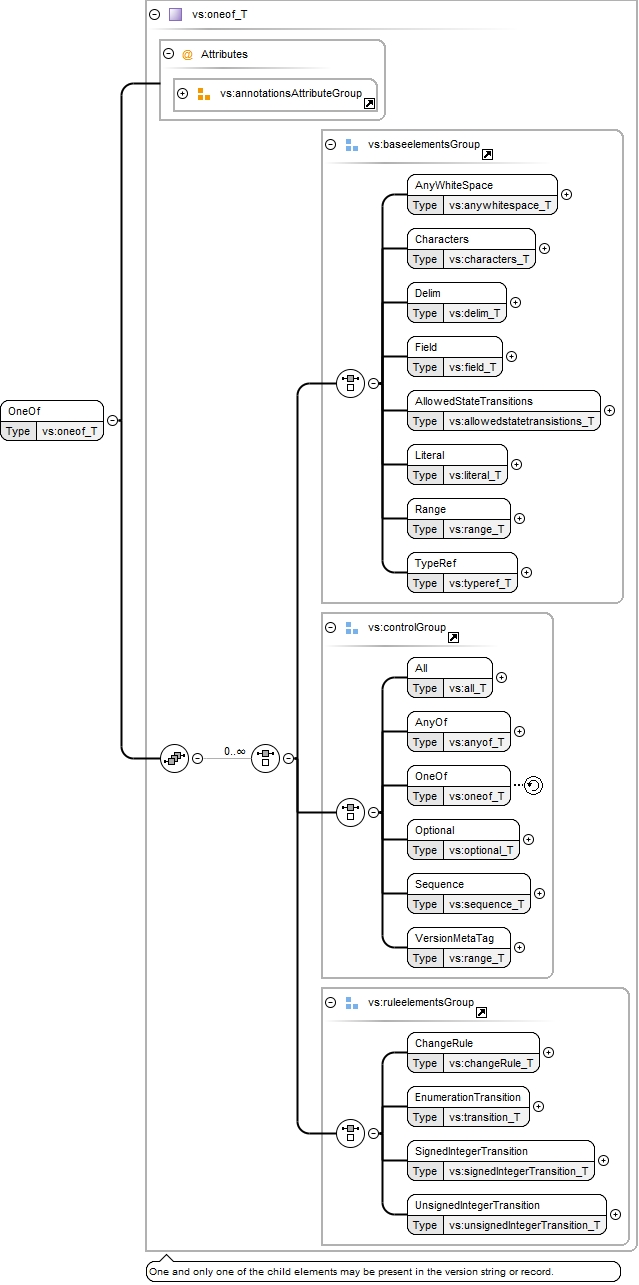 vs:oneof_T
@ Attributes
vs:annotationsAttributeGroup
vs:baseelementsGroup
AnyWhiteSpace
Type vs:anywhitespace_T
Characters
Type vs:characters_T
Delim
Type vs:delim_T
Field
Type vs:field_T
AllowedStateTransitions
Type vs:allowedstatetransistions_T
OneOf
Type vs:oneof_T
Literal
Type vs:literal_T
Range
Type vs:range_T
TypeRef
Type vs:typeref_T
vs:controlGroup
All
Type vs:all_T
AnyOf
Type vs:anyof_T
0..∞
OneOf
Type vs:oneof_T
Optional
Type vs:optional_T
Sequence
Type vs:sequence_T
VersionMetaTag
Type vs:range_T
vs:ruleelementsGroup
ChangeRule
Type vs:changeRule_T
EnumerationTransition
Type vs:transition_T
SignedIntegerTransition
Type vs:signedIntegerTransition_T
UnsignedIntegerTransition
Type vs:unsignedIntegerTransition_T
One and only one of the child elements may be present in the version string or record.